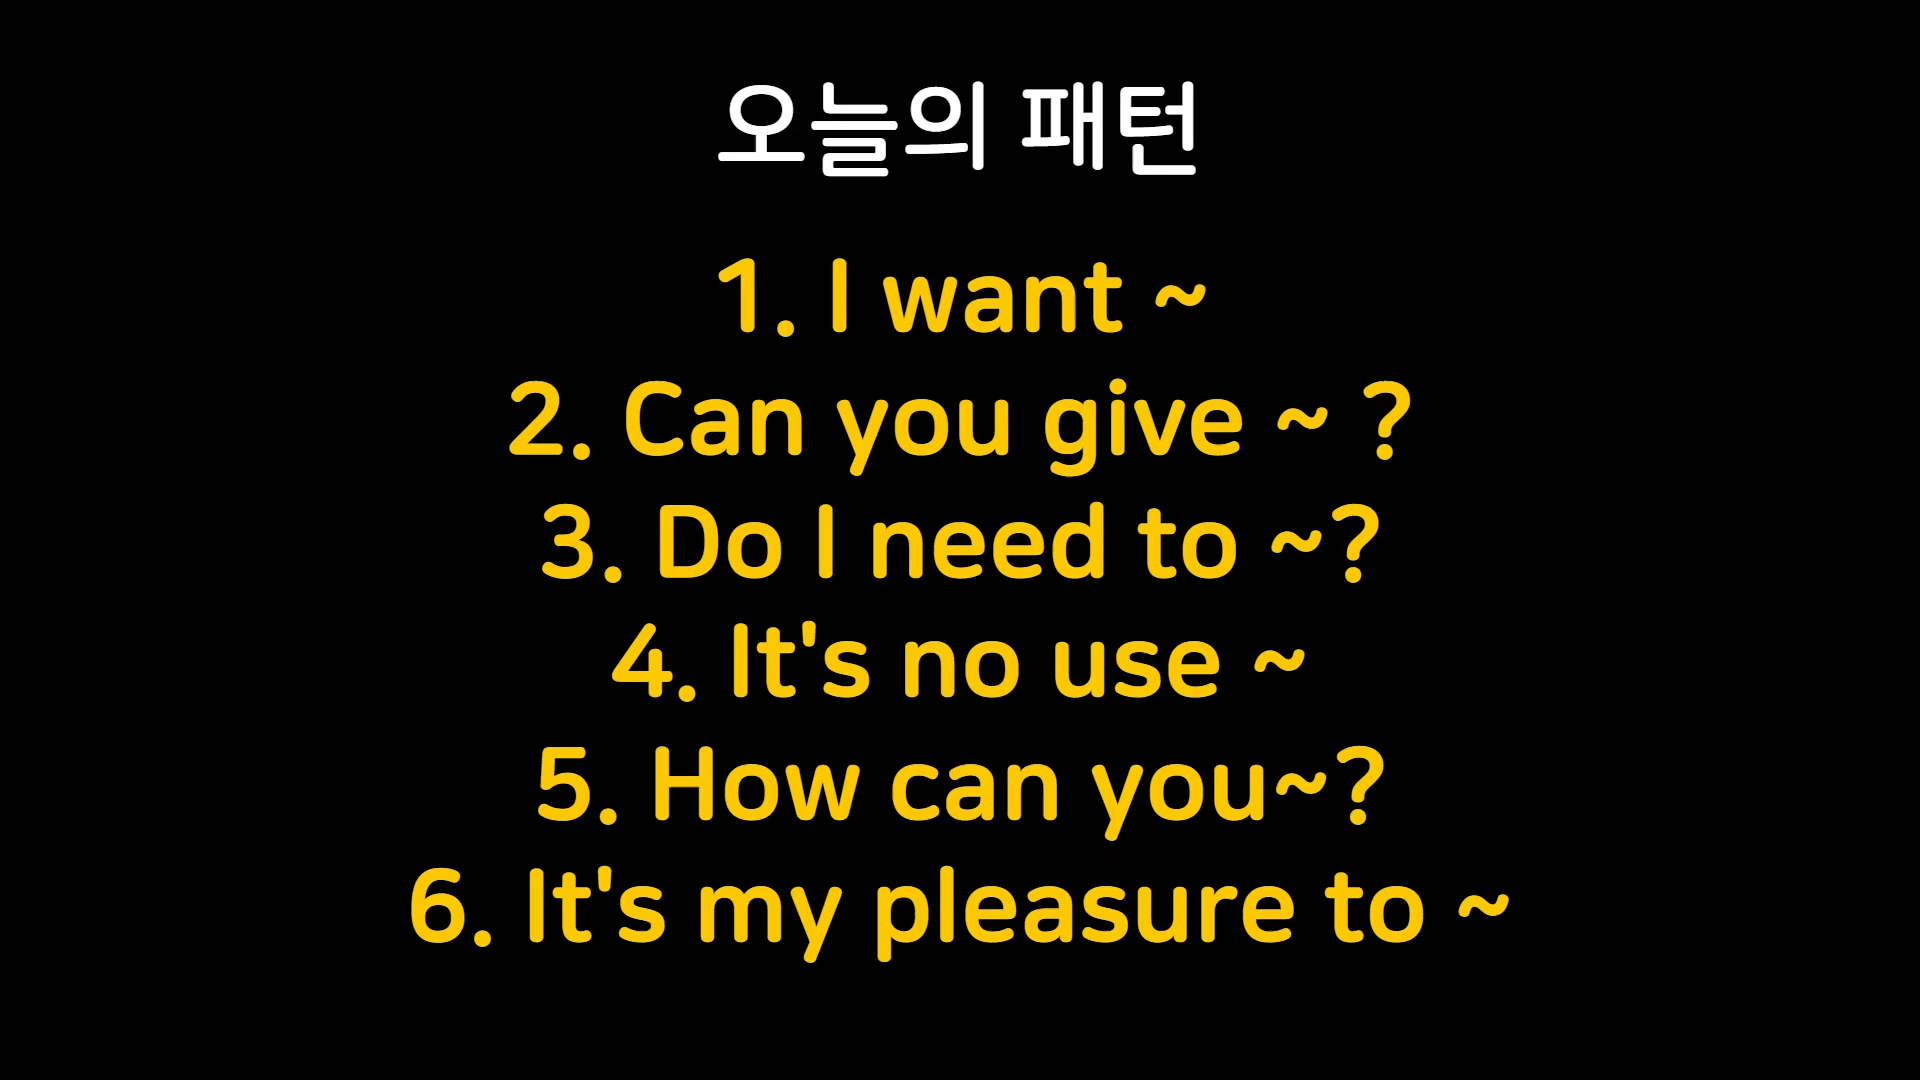 오늘의 패턴
1. I want ~
2. Can you give ~ ?
3. Do I need to ~?
4. It's no use ~
5. How can you~?
6. It's my pleasure to ~